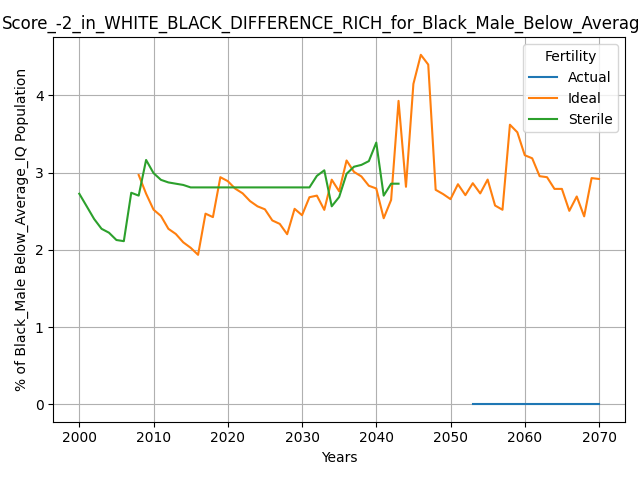 Score_-2_in_WHITE_BLACK_DIFFERENCE_RICH_for_Black_Male_Below_Averag
% of Black_Male Below_Average_IQ Population
4
3
2
1
0
Fertility
Actual
Ideal
Sterile
2000 2010 2020 2030 2040 2050 2060 2070
Years